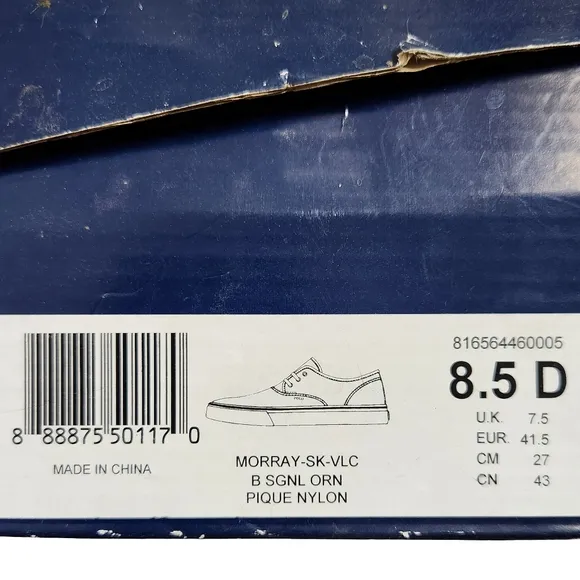 816564460005
8.5 D
U.K. 7.5
EUR. 41.5
CM 27
CN 43
8 88875 50117 0
MADE IN CHINA
POLO
MORRAY-SK-VLC
B SGNL ORN
PIQUE NYLON